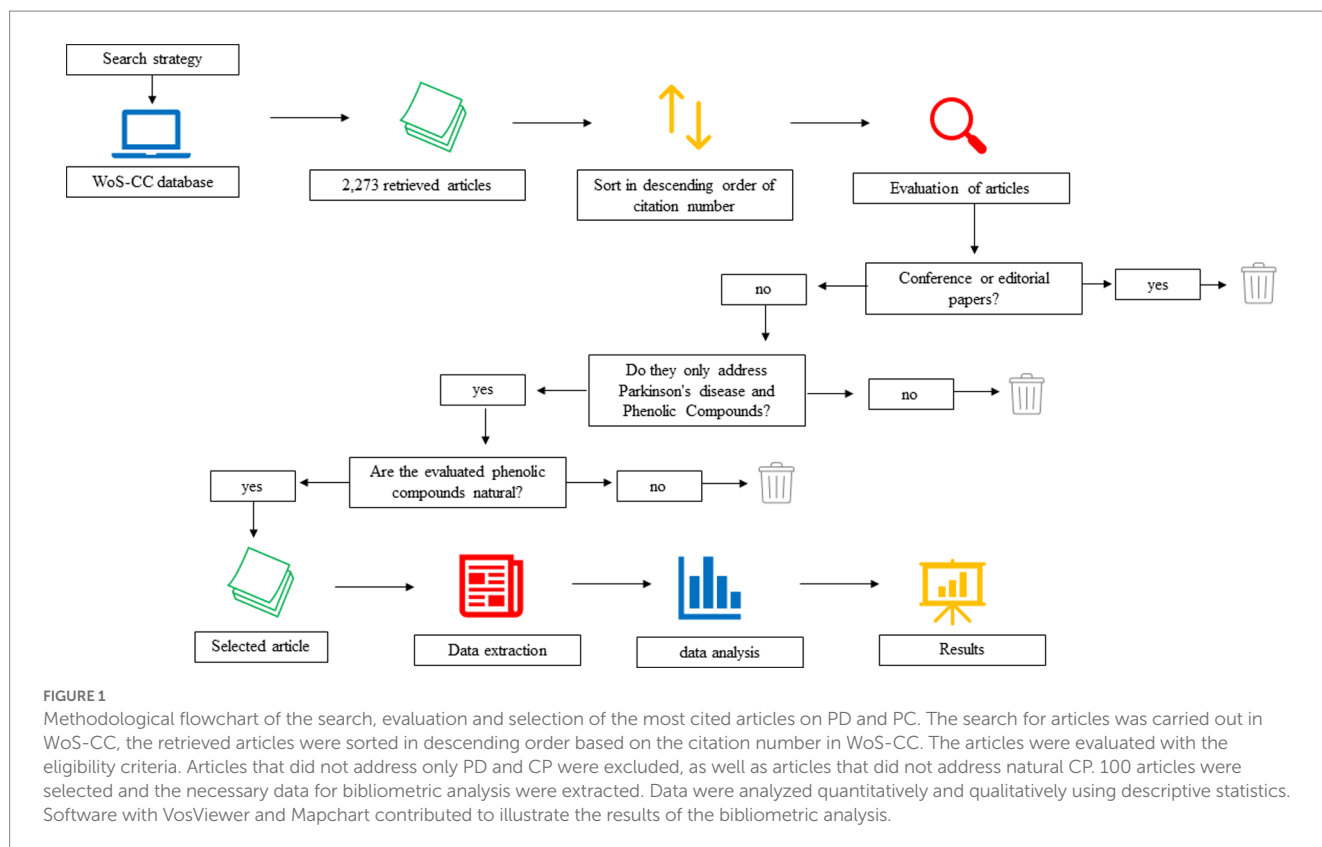 Search strategy
WoS-CC database
2,273 retrieved articles
Sort in descending order of
citation number
Evaluation of articles
Conference or editorial
papers?
yes
no
Do they only address
Parkinson's disease and
Phenolic Compounds?
no
yes
Are the evaluated phenolic
compounds natural?
no
yes
Selected article
Data extraction
data analysis
Results
FIGURE 1
Methodological flowchart of the search, evaluation and selection of the most cited articles on PD and PC. The search for articles was carried out in
WoS-CC, the retrieved articles were sorted in descending order based on the citation number in WoS-CC. The articles were evaluated with the
eligibility criteria. Articles that did not address only PD and CP were excluded, as well as articles that did not address natural CP. 100 articles were
selected and the necessary data for bibliometric analysis were extracted. Data were analyzed quantitatively and qualitatively using descriptive statistics.
Software with VosViewer and Mapchart contributed to illustrate the results of the bibliometric analysis.